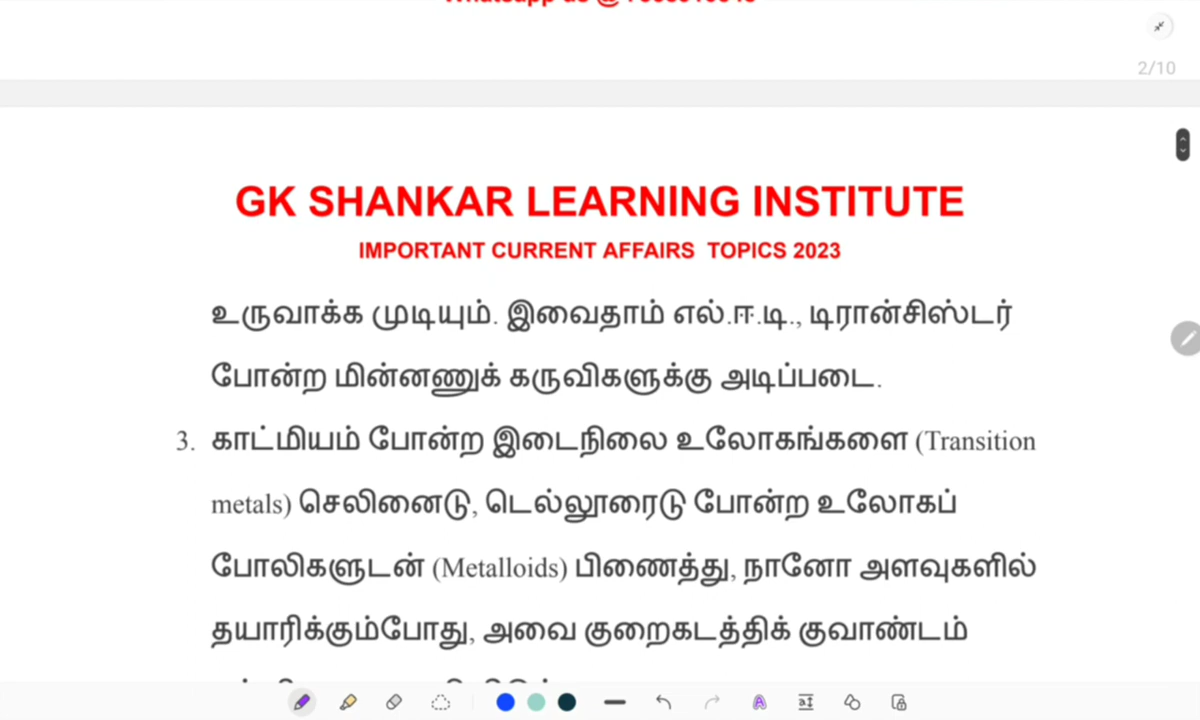 2/10
GK SHANKAR LEARNING INSTITUTE
IMPORTANT CURRENT AFFAIRS TOPICS 2023
உருவாக்க முடியும். இவைதாம் எல்.ஈ.டி., டிரான்சிஸ்டர்
போன்ற மின்னணுக் கருவிகளுக்கு அடிப்படை.
3. காட்மியம் போன்ற இடைநிலை உலோகங்களை (Transition
metals) செலினைடு, டெல்லூரைடு போன்ற உலோகப்
போலிகளுடன் (Metalloids) பிணைத்து, நானோ அளவுகளில்
தயாரிக்கும்போது, அவை குறைகடத்திக் குவாண்டம்